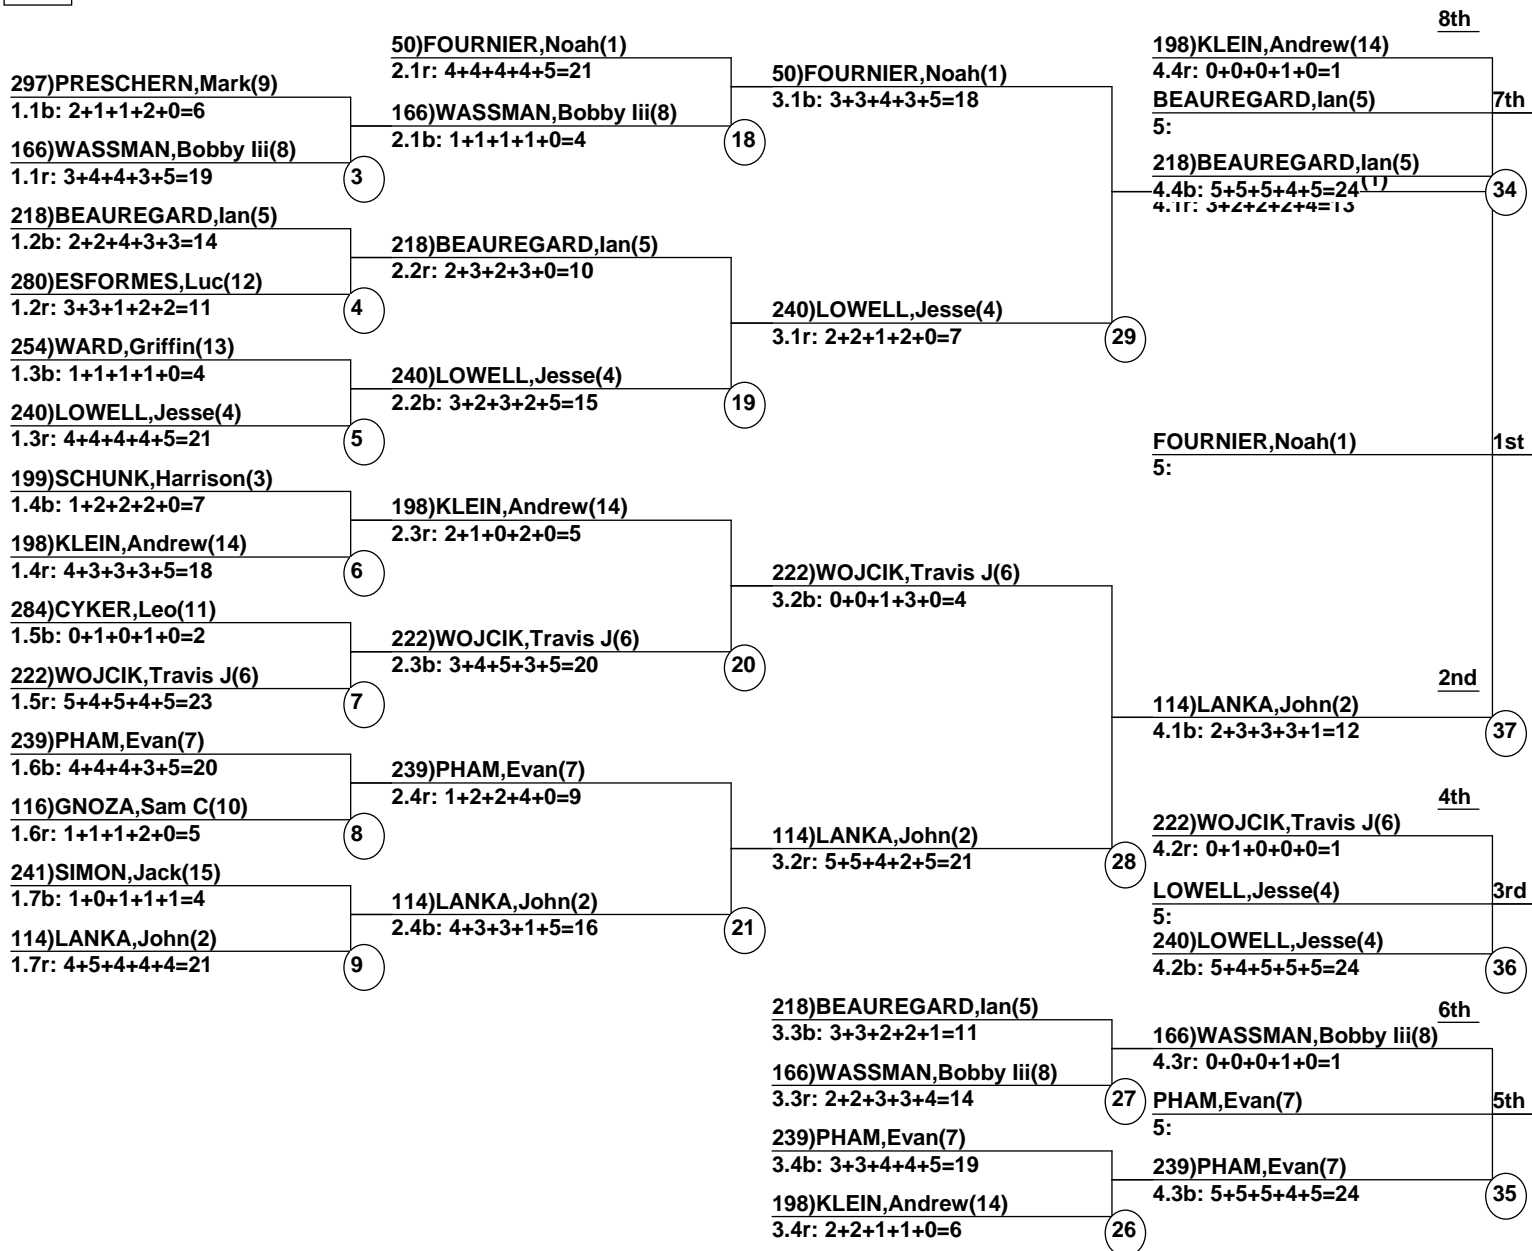 297)PRESCHERN,Mark(9)
1.1b: 2+1+1+2+0=6
166)WASSMAN,Bobby Iii(8)
1.1r: 3+4+4+3+5=19
3
218)BEAUREGARD,Ian(5)
1.2b: 2+2+4+3+3=14
280)ESFORMES,Luc(12)
1.2r: 3+3+1+2+2=11
4
254)WARD,Griffin(13)
1.3b: 1+1+1+1+0=4
240)LOWELL,Jesse(4)
1.3r: 4+4+4+4+5=21
5
199)SCHUNK,Harrison(3)
1.4b: 1+2+2+2+0=7
198)KLEIN,Andrew(14)
1.4r: 4+3+3+3+5=18
6
284)CYKER,Leo(11)
1.5b: 0+1+0+1+0=2
222)WOJCIK,Travis J(6)
1.5r: 5+4+5+4+5=23
7
239)PHAM,Evan(7)
1.6b: 4+4+4+3+5=20
116)GNOZA,Sam C(10)
1.6r: 1+1+1+2+0=5
8
241)SIMON,Jack(15)
1.7b: 1+0+1+1+1=4
114)LANKA,John(2)
1.7r: 4+5+4+4+4=21
9
50)FOURNIER,Noah(1)
2.1r: 4+4+4+4+5=21
166)WASSMAN,Bobby Iii(8)
2.1b: 1+1+1+1+0=4
18
218)BEAUREGARD,Ian(5)
2.2r: 2+3+2+3+0=10
240)LOWELL,Jesse(4)
2.2b: 3+2+3+2+5=15
19
198)KLEIN,Andrew(14)
2.3r: 2+1+0+2+0=5
222)WOJCIK,Travis J(6)
2.3b: 3+4+5+3+5=20
20
239)PHAM,Evan(7)
2.4r: 1+2+2+4+0=9
114)LANKA,John(2)
2.4b: 4+3+3+1+5=16
21
50)FOURNIER,Noah(1)
3.1b: 3+3+4+3+5=18
240)LOWELL,Jesse(4)
3.1r: 2+2+1+2+0=7
29
222)WOJCIK,Travis J(6)
3.2b: 0+0+1+3+0=4
114)LANKA,John(2)
3.2r: 5+5+4+2+5=21
28
218)BEAUREGARD,Ian(5)
3.3b: 3+3+2+2+1=11
166)WASSMAN,Bobby Iii(8)
3.3r: 2+2+3+3+4=14
27
239)PHAM,Evan(7)
3.4b: 3+3+4+4+5=19
198)KLEIN,Andrew(14)
3.4r: 2+2+1+1+0=6
26
8th
198)KLEIN,Andrew(14)
4.4r: 0+0+0+1+0=1
BEAUREGARD,Ian(5) 7th
5:
218)BEAUREGARD,Ian(5)
4.4b: 5+5+5+4+5=24
(1)
4.1r: 3+2+2+2+4=13
34
FOURNIER,Noah(1) 1st
5:
2nd
114)LANKA,John(2)
4.1b: 2+3+3+3+1=12
37
4th
222)WOJCIK,Travis J(6)
4.2r: 0+1+0+0+0=1
LOWELL,Jesse(4) 3rd
5:
240)LOWELL,Jesse(4)
4.2b: 5+4+5+5+5=24
36
6th
166)WASSMAN,Bobby Iii(8)
4.3r: 0+0+0+1+0=1
PHAM,Evan(7) 5th
5:
239)PHAM,Evan(7)
4.3b: 5+5+5+4+5=24
35